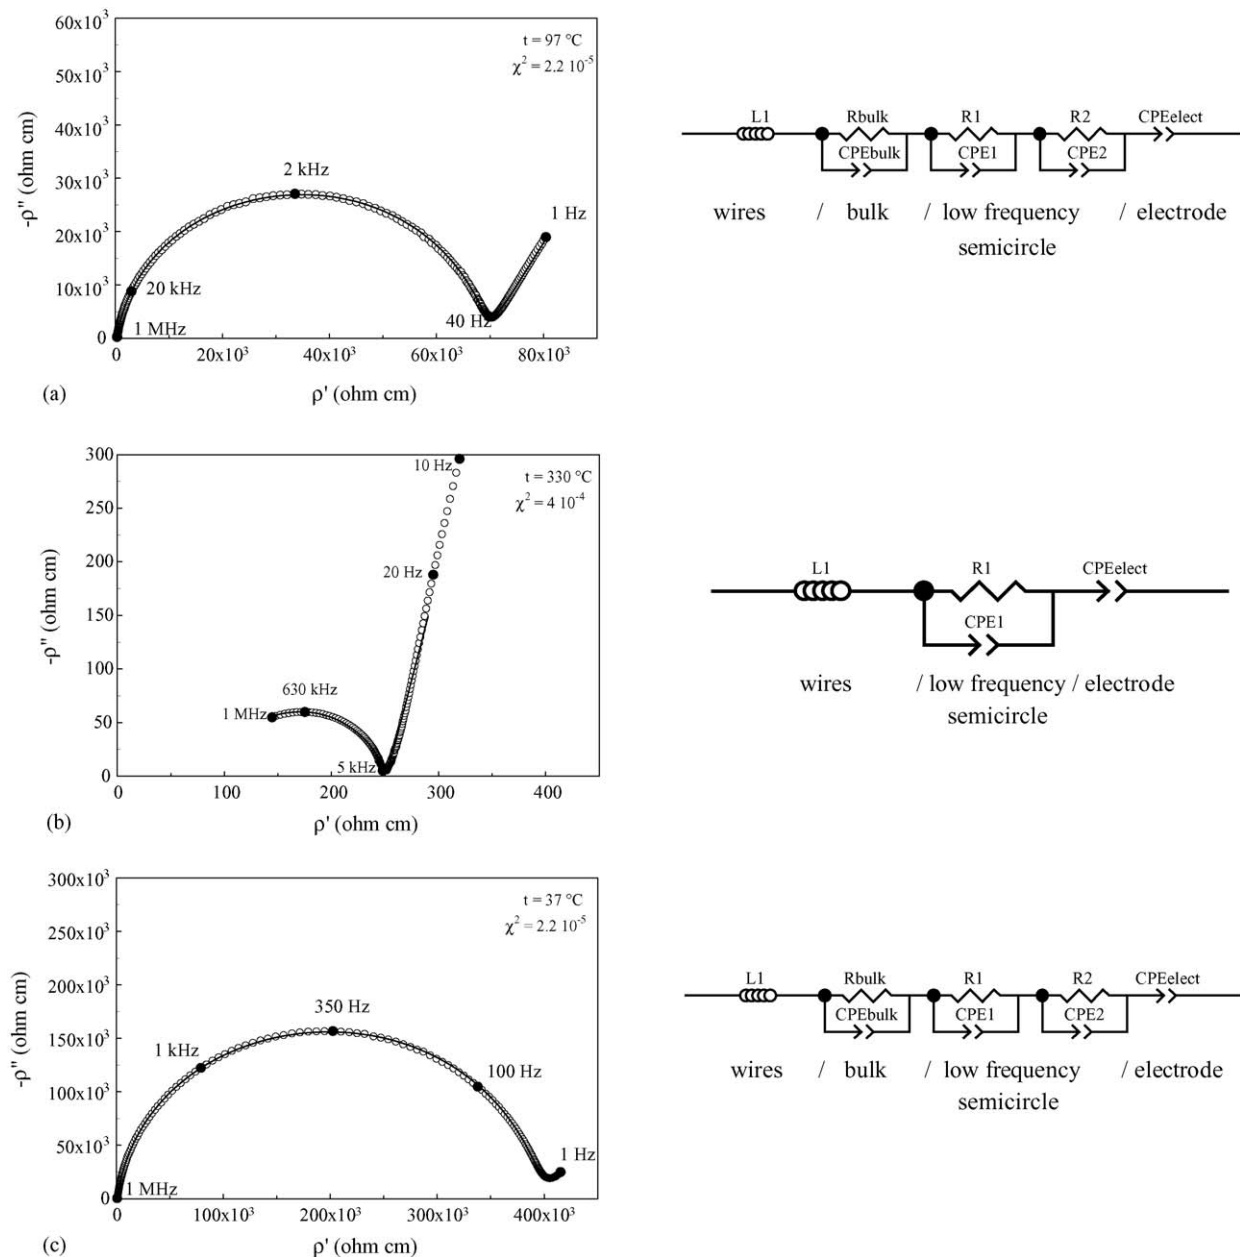 60x10³
50x10³
40x10³
30x10³
20x10³
10x10³
0
-ρ" (ohm cm)
t = 97 °C
χ² = 2.2 10⁻⁵
2 kHz
1 Hz
20 kHz
1 MHz
40 Hz
0 20x10³ 40x10³ 60x10³ 80x10³
(a) ρ' (ohm cm)
L1 Rbulk R1 R2 CPEelect
CPEbulk CPE1 CPE2
wires / bulk / low frequency / electrode
semicircle
300
250
200
150
100
50
0
-ρ" (ohm cm)
10 Hz
t = 330 °C
χ² = 4 10⁻⁴
20 Hz
630 kHz
1 MHz
5 kHz
0 100 200 300 400
(b) ρ' (ohm cm)
L1 R1 CPEelect
CPE1
wires / low frequency / electrode
semicircle
300x10³
250x10³
200x10³
150x10³
100x10³
50x10³
0
-ρ" (ohm cm)
t = 37 °C
χ² = 2.2 10⁻⁵
350 Hz
1 kHz
100 Hz
1 Hz
1 MHz
0 100x10³ 200x10³ 300x10³ 400x10³
(c) ρ' (ohm cm)
L1 Rbulk R1 R2 CPEelect
CPEbulk CPE1 CPE2
wires / bulk / low frequency / electrode
semicircle